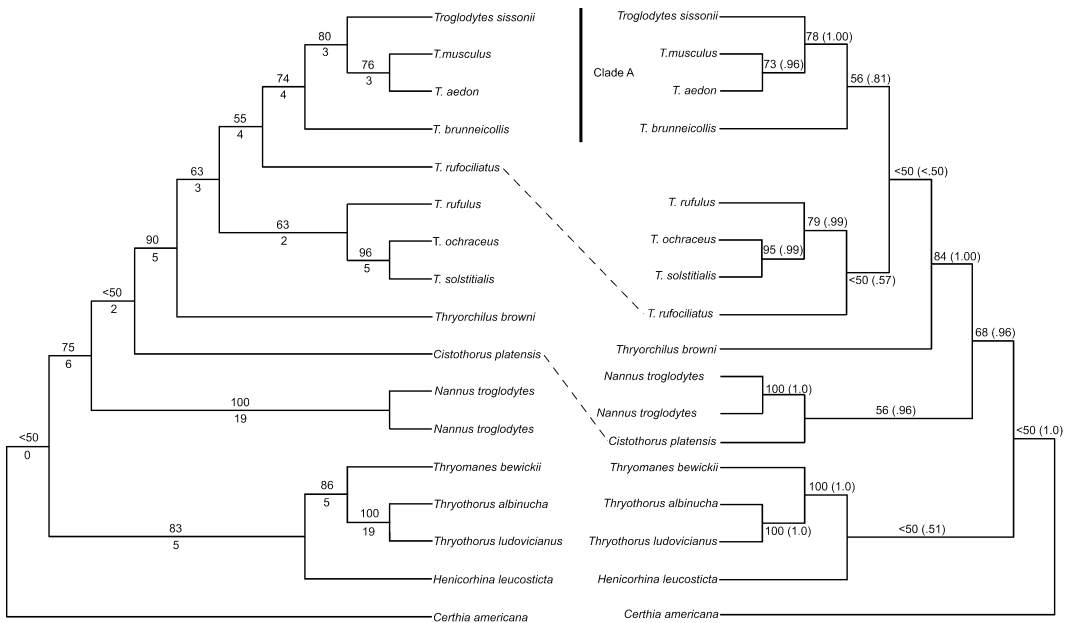 Troglodytes sissonii
80
3
T.musculus
76
3
T. aedon
74
4
T. brunneicollis
55
4
T. rufociliatus
63
3
T. rufulus
63
2
T. ochraceus
96
5
T. solstitialis
90
5
Thryorchilus browni
<50
2
Cistothorus platensis
75
6
Nannus troglodytes
100
19
Nannus troglodytes
<50
0
Thryomanes bewickii
86
5
Thryothorus albinucha
100
19
Thryothorus ludovicianus
83
5
Henicorhina leucosticta
Certhia americana
Clade A
Troglodytes sissonii
78 (1.00)
T.musculus
73 (.96)
T. aedon
56 (.81)
T. brunneicollis
<50 (<.50)
T. rufulus
79 (.99)
T. ochraceus
95 (.99)
T. solstitialis
<50 (.57)
T. rufociliatus
84 (1.00)
Thryorchilus browni
68 (.96)
Nannus troglodytes
100 (1.0)
Nannus troglodytes
56 (.96)
Cistothorus platensis
<50 (1.0)
Thryomanes bewickii
100 (1.0)
Thryothorus albinucha
100 (1.0)
Thryothorus ludovicianus
<50 (.51)
Henicorhina leucosticta
Certhia americana